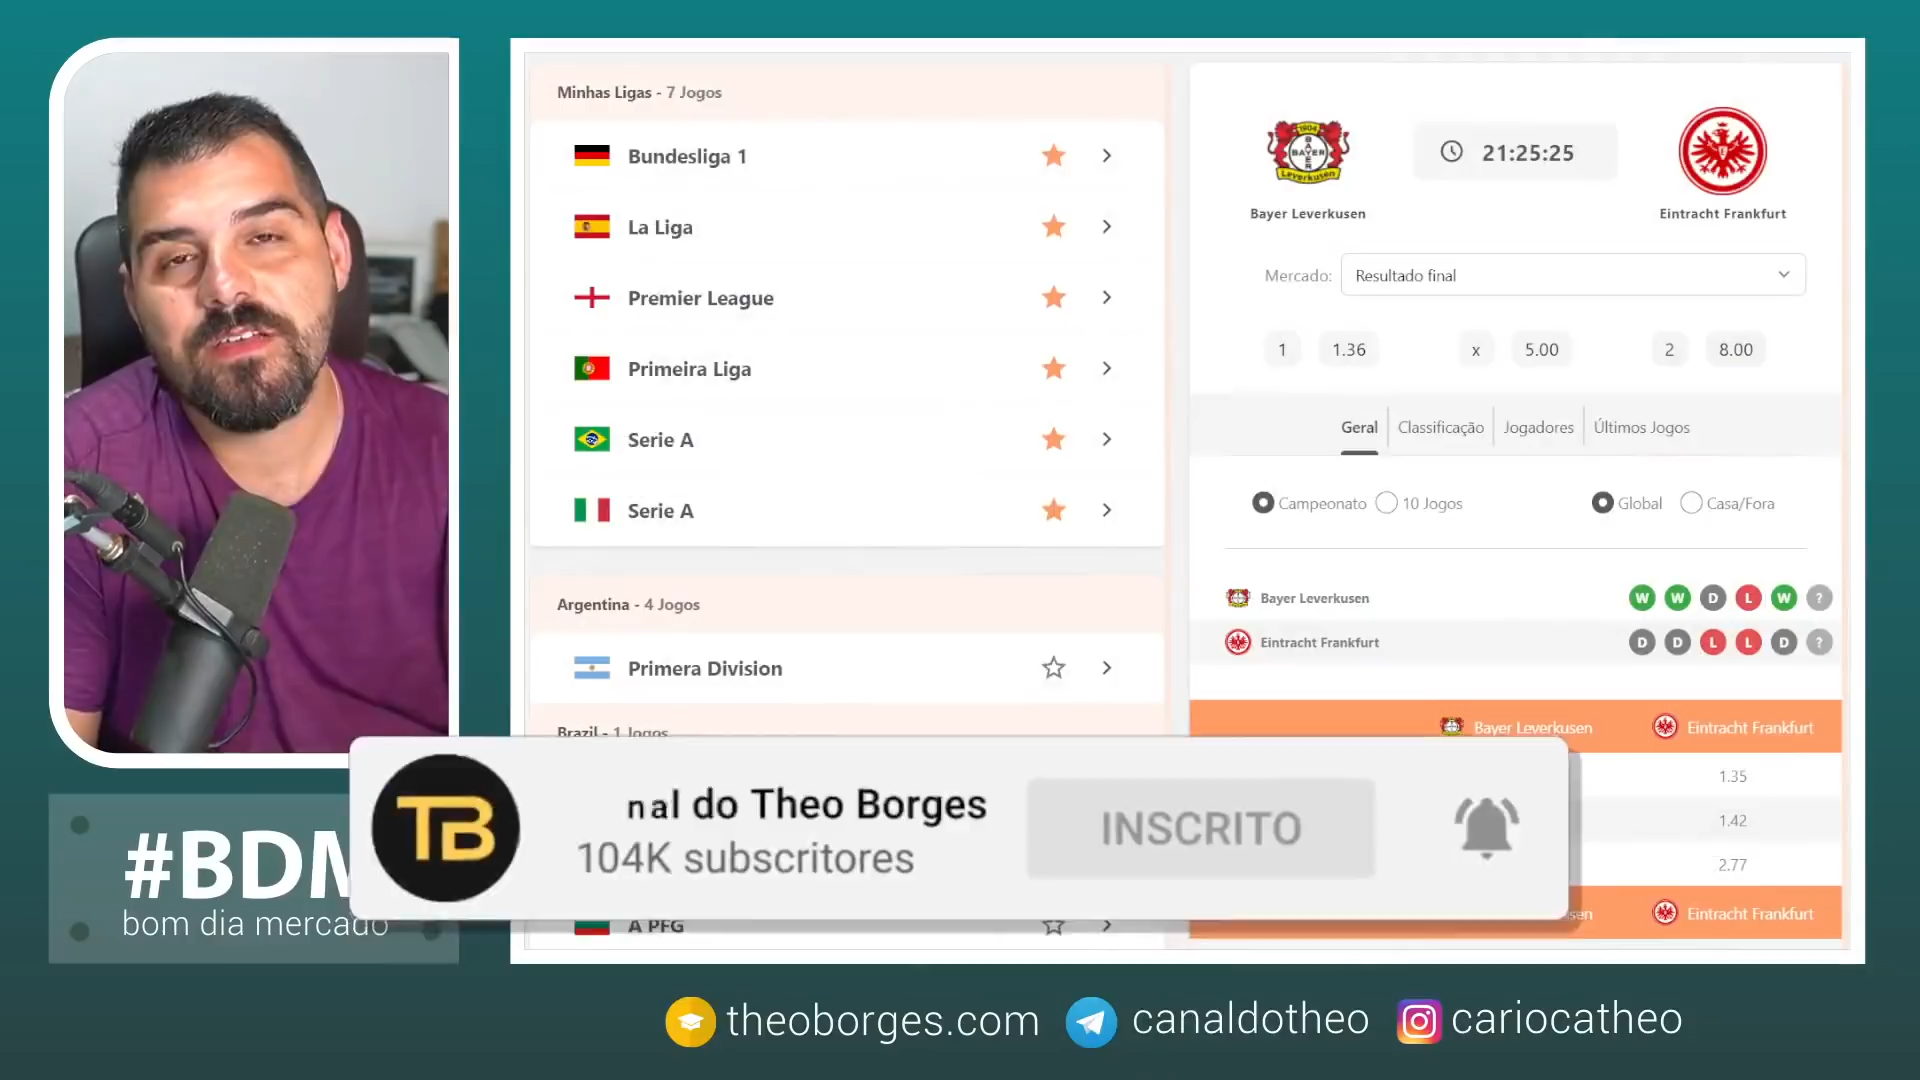 Minhas Ligas - 7 Jogos
Bundesliga 1
La Liga
Premier League
Primeira Liga
Serie A
Serie A
Argentina - 4 Jogos
Primera Division
Brazil - 1 Jogos
A PFG
1904
BAYER
Leverkusen
21:25:25
Bayer Leverkusen
Eintracht Frankfurt
Mercado: Resultado final
1 1.36 x 5.00 2 8.00
Geral Classificação Jogadores Últimos Jogos
Campeonato 10 Jogos Global Casa/Fora
Bayer Leverkusen W W D L W ?
Eintracht Frankfurt D D L L D ?
Bayer Leverkusen Eintracht Frankfurt
1.35
1.42
2.77
sen Eintracht Frankfurt
TB
nal do Theo Borges
104K subscritores
INSCRITO
#BDM
bom dia mercado
theoborges.com canaldotheo cariocatheo